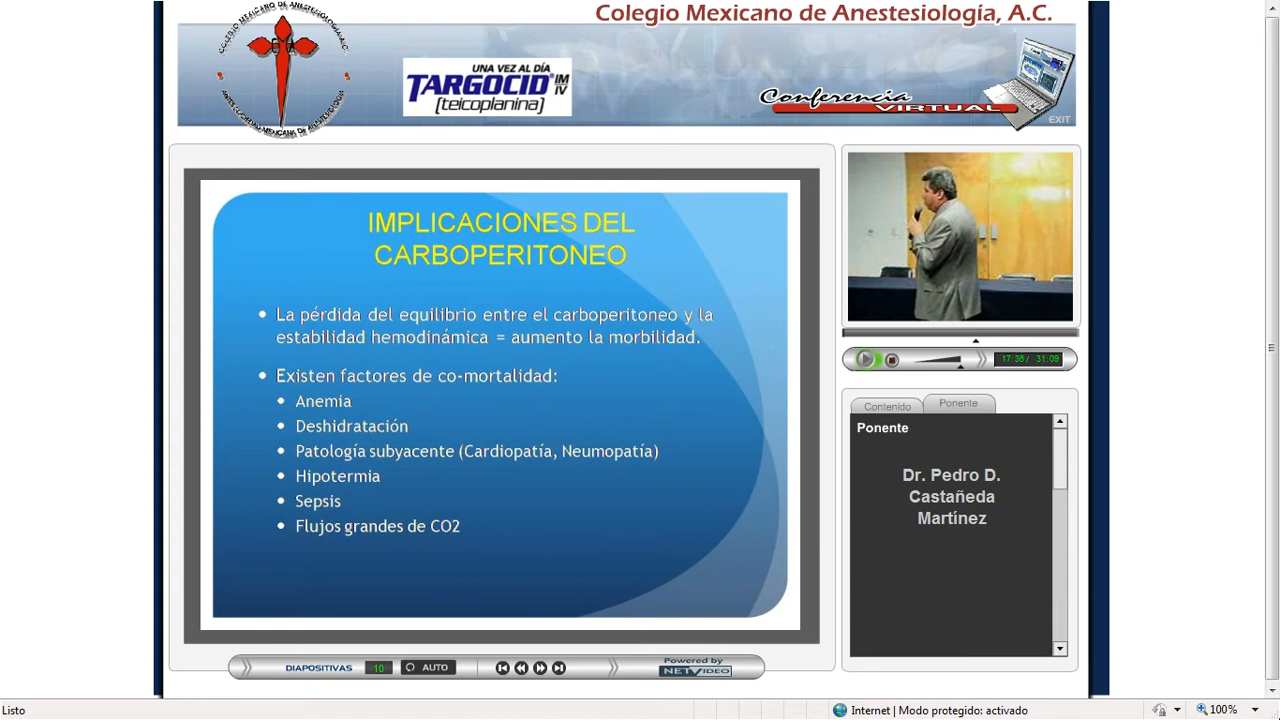 Colegio Mexicano de Anestesiología, A.C.
UNA VEZ AL DÍA
TARGOCID IM IV
[teicoplanina]
Conferencia
VIRTUAL
EXIT
IMPLICACIONES DEL
CARBOPERITONEO
• La pérdida del equilibrio entre el carboperitoneo y la
estabilidad hemodinámica = aumento la morbilidad.
• Existen factores de co-mortalidad:
• Anemia
• Deshidratación
• Patología subyacente (Cardiopatía, Neumopatía)
• Hipotermia
• Sepsis
• Flujos grandes de CO2
17:36 / 31:09
Contenido
Ponente
Ponente
Dr. Pedro D.
Castañeda
Martínez
DIAPOSITIVAS 10 AUTO
Powered by
NETVIDEO
Listo
Internet | Modo protegido: activado
100%